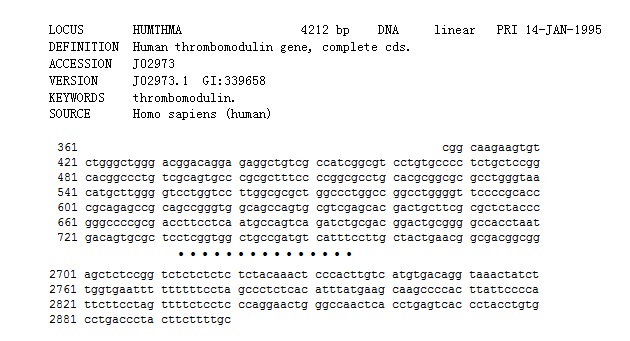 LOCUS HUMTHMA 4212 bp DNA linear PRI 14-JAN-1995
DEFINITION Human thrombomodulin gene, complete cds.
ACCESSION J02973
VERSION J02973.1 GI:339658
KEYWORDS thrombomodulin.
SOURCE Homo sapiens (human)
361 cgg caagaagtgt
421 ctgggctggg acggacagga gaggctgtcg ccatcggcgt cctgtgcccc tctgctccgg
481 cacggccctg tcgcagtgcc cgcgctttcc ccggcgcctg cacgcggcgc gcctgggtaa
541 catgcttggg gtcctggtcc ttggcgcgct ggccctggcc ggcctggggt tccccgcacc
601 cgcagagccg cagccgggtg gcagccagtg cgtcgagcac gactgcttcg cgctctaccc
661 gggccccgcg accttcctca atgccagtca gatctgcgac ggactgcggg gccacctaat
721 gacagtgcgc tcctcggtgg ctgccgatgt catttccttg ctactgaacg gcgacggcgg
• • • • • • • • • • • • • • •
2701 agctctccgg tctctctctc tctacaaact cccacttgtc atgtgacagg taaactatct
2761 tggtgaattt ttttttccta gccctctcac atttatgaag caagccccac ttattcccca
2821 ttcttcctag ttttctcctc ccaggaactg ggccaactca cctgagtcac cctacctgtg
2881 cctgacccta cttcttttgc